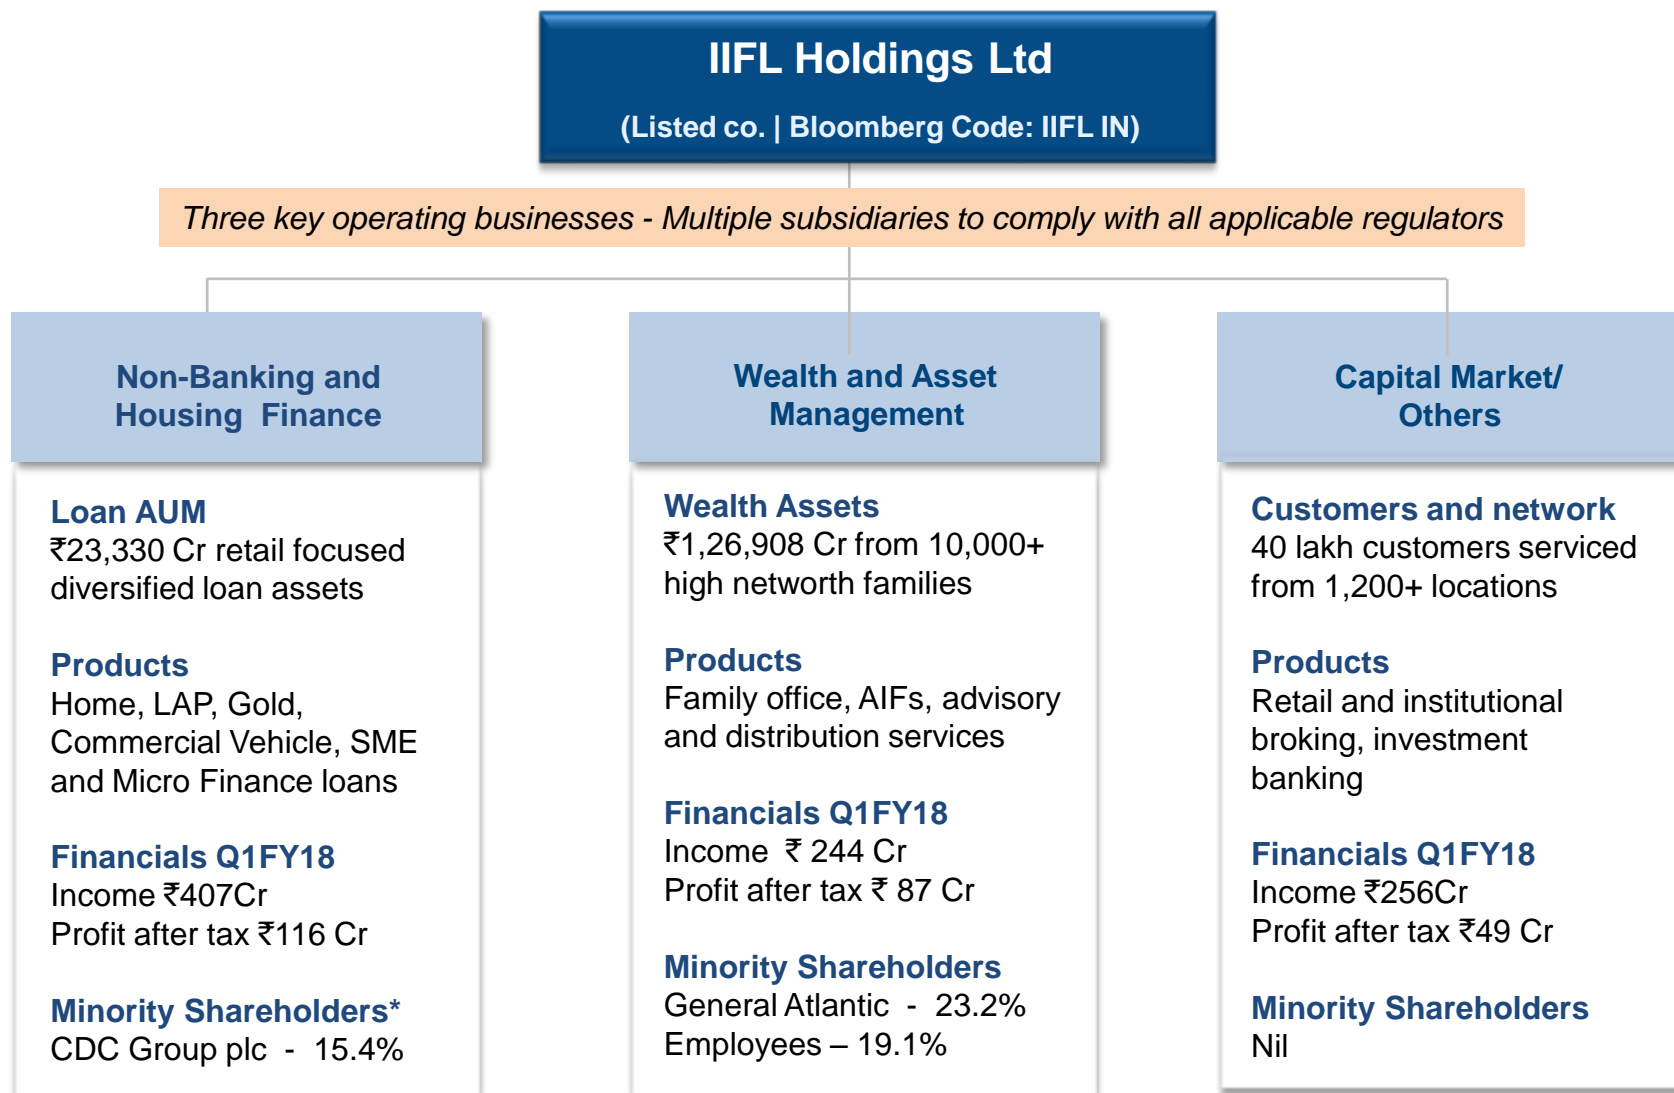 IIFL Holdings Ltd
(Listed co. | Bloomberg Code: IIFL IN)
Three key operating businesses - Multiple subsidiaries to comply with all applicable regulators
Non-Banking and
Housing Finance
Loan AUM
₹23,330 Cr retail focused
diversified loan assets
Products
Home, LAP, Gold,
Commercial Vehicle, SME
and Micro Finance loans
Financials Q1FY18
Income ₹407Cr
Profit after tax ₹116 Cr
Minority Shareholders*
CDC Group plc - 15.4%
Wealth and Asset
Management
Wealth Assets
₹1,26,908 Cr from 10,000+
high networth families
Products
Family office, AIFs, advisory
and distribution services
Financials Q1FY18
Income ₹ 244 Cr
Profit after tax ₹ 87 Cr
Minority Shareholders
General Atlantic - 23.2%
Employees – 19.1%
Capital Market/
Others
Customers and network
40 lakh customers serviced
from 1,200+ locations
Products
Retail and institutional
broking, investment
banking
Financials Q1FY18
Income ₹256Cr
Profit after tax ₹49 Cr
Minority Shareholders
Nil